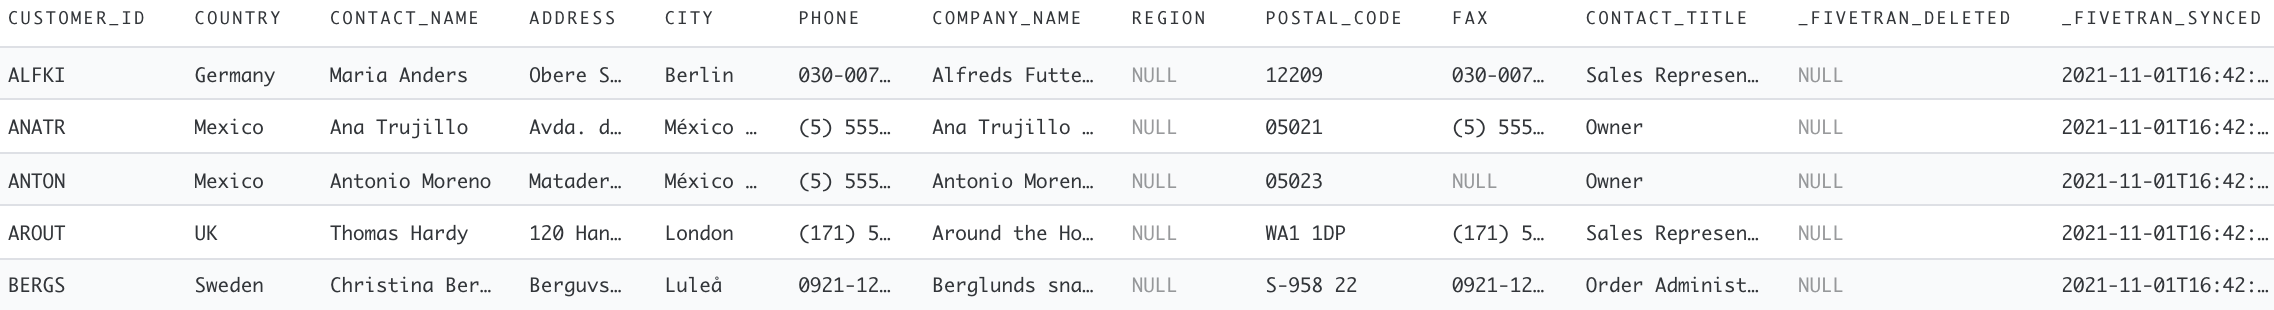 CUSTOMER_ID COUNTRY CONTACT_NAME ADDRESS CITY PHONE COMPANY_NAME REGION POSTAL_CODE FAX CONTACT_TITLE _FIVETRAN_DELETED _FIVETRAN_SYNCED
ALFKI Germany Maria Anders Obere S… Berlin 030-007… Alfreds Futte… NULL 12209 030-007… Sales Represen… NULL 2021-11-01T16:42:…
ANATR Mexico Ana Trujillo Avda. d… México … (5) 555… Ana Trujillo … NULL 05021 (5) 555… Owner NULL 2021-11-01T16:42:…
ANTON Mexico Antonio Moreno Matader… México … (5) 555… Antonio Moren… NULL 05023 NULL Owner NULL 2021-11-01T16:42:…
AROUT UK Thomas Hardy 120 Han… London (171) 5… Around the Ho… NULL WA1 1DP (171) 5… Sales Represen… NULL 2021-11-01T16:42:…
BERGS Sweden Christina Ber… Berguvs… Luleå 0921-12… Berglunds sna… NULL S-958 22 0921-12… Order Administ… NULL 2021-11-01T16:42:…